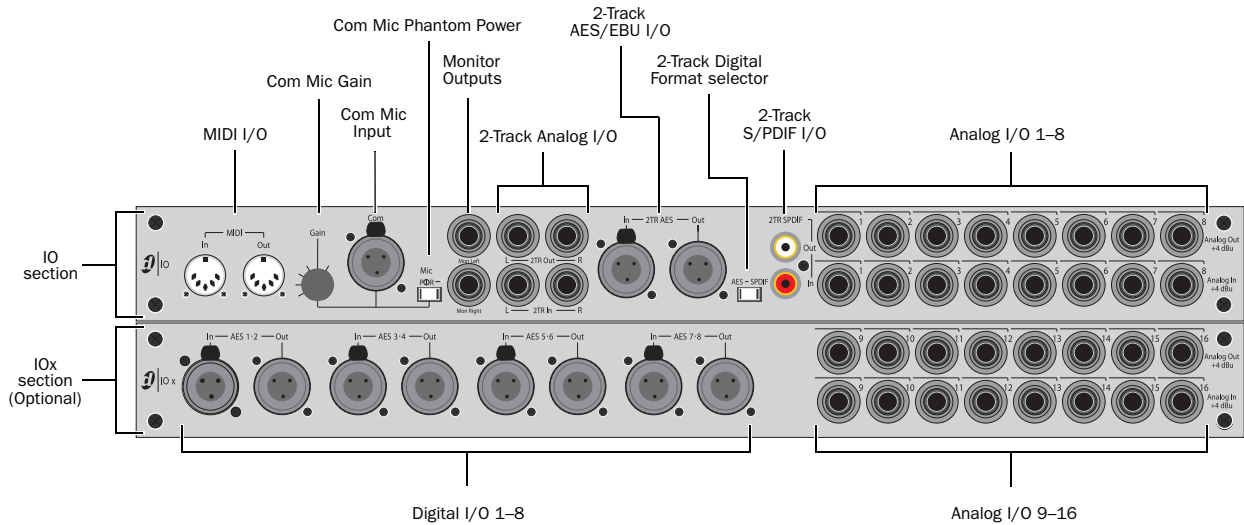 2-Track
AES/EBU I/O
Com Mic Phantom Power
Monitor
Outputs
2-Track Digital
Format selector
Com Mic Gain
Com Mic
Input
2-Track
S/PDIF I/O
MIDI I/O
2-Track Analog I/O
Analog I/O 1–8
IO
section
IO
MIDI
In Out
Gain
Com
Mic
PWR
Mon Left
Mon Right
L 2TR Out R
L 2TR In R
In 2TR AES Out
AES – SPDIF
2TR SPDIF
Out
In
1 2 3 4 5 6 7 8
Analog Out
+4 dBu
1 2 3 4 5 6 7 8
Analog In
+4 dBu
IOx
section
(Optional)
IO x
In AES 1-2 Out
In AES 3-4 Out
In AES 5-6 Out
In AES 7-8 Out
9 10 11 12 13 14 15 16
Analog Out
+4 dBu
9 10 11 12 13 14 15 16
Analog In
+4 dBu
Digital I/O 1–8
Analog I/O 9–16